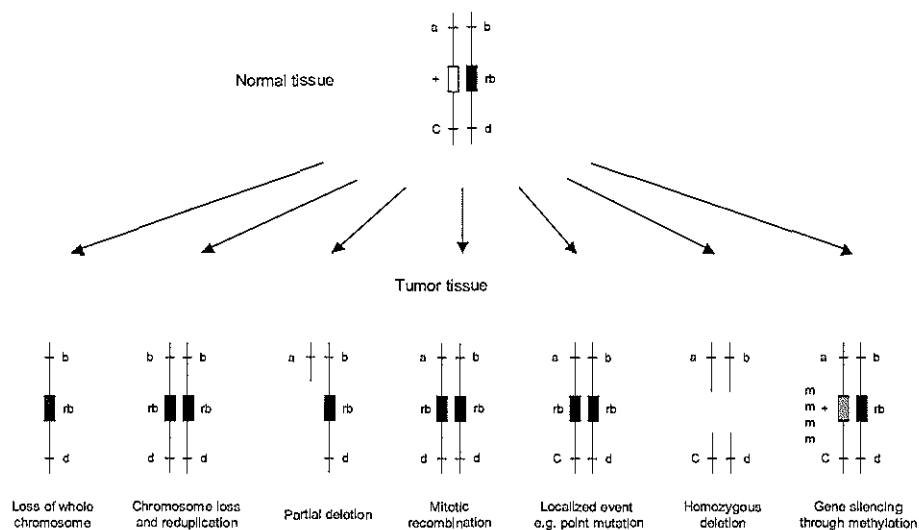 a b
Normal tissue + rb
C d
Tumor tissue
b b b a b a b a b a b a b
rb rb rb rb rb rb rb rb m + m m m rb
d d d d d d C d C d C d
Loss of whole
chromosome
Chromosome loss
and reduplication
Partial deletion
Mitotic
recombination
Localized event
e.g. point mutation
Homozygous
deletion
Gene silencing
through methylation